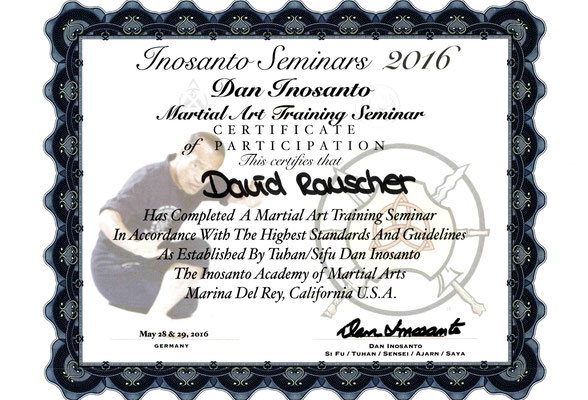 Inosanto Seminars 2016
Dan Inosanto
Martial Art Training Seminar
CERTIFICATE
of PARTICIPATION
This certifies that
David Rauscher
Has Completed A Martial Art Training Seminar
In Accordance With The Highest Standards And Guidelines
As Established By Tuhan/Sifu Dan Inosanto
The Inosanto Academy of Martial Arts
Marina Del Rey, California U.S.A.
May 28 & 29, 2016
GERMANY
Dan Inosanto
DAN INOSANTO
SI FU / TUHAN / SENSEI / AJARN / SAYA